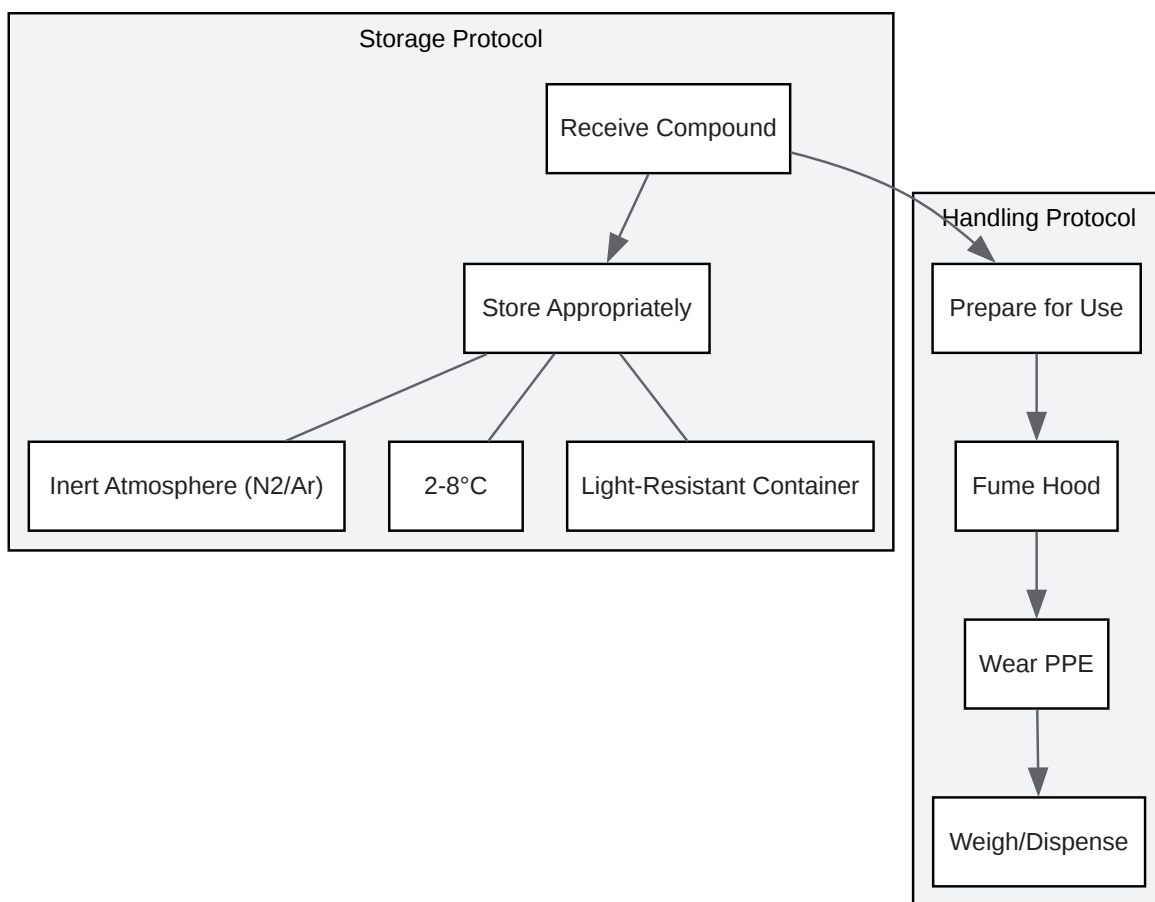 Storage Protocol
Receive Compound
Handling Protocol
Store Appropriately
Prepare for Use
Inert Atmosphere (N2/Ar)
2-8°C
Light-Resistant Container
Fume Hood
Wear PPE
Weigh/Dispense